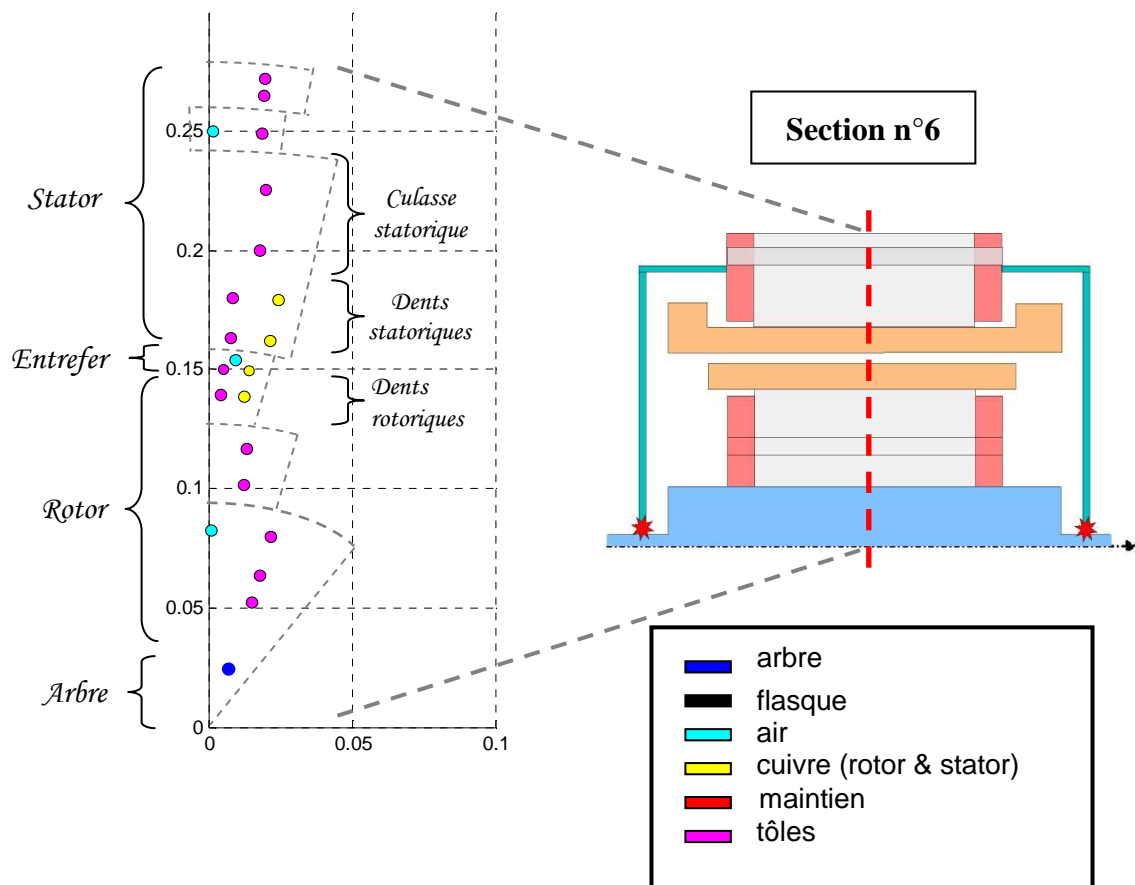 Section n°6
0.25
0.2
0.15
0.1
0.05
0
0
0.05
0.1
Stator
Entrefer
Rotor
Arbre
Culasse
statorique
Dents
statoriques
Dents
rotoriques
arbre
flasque
air
cuivre (rotor & stator)
maintien
tôles